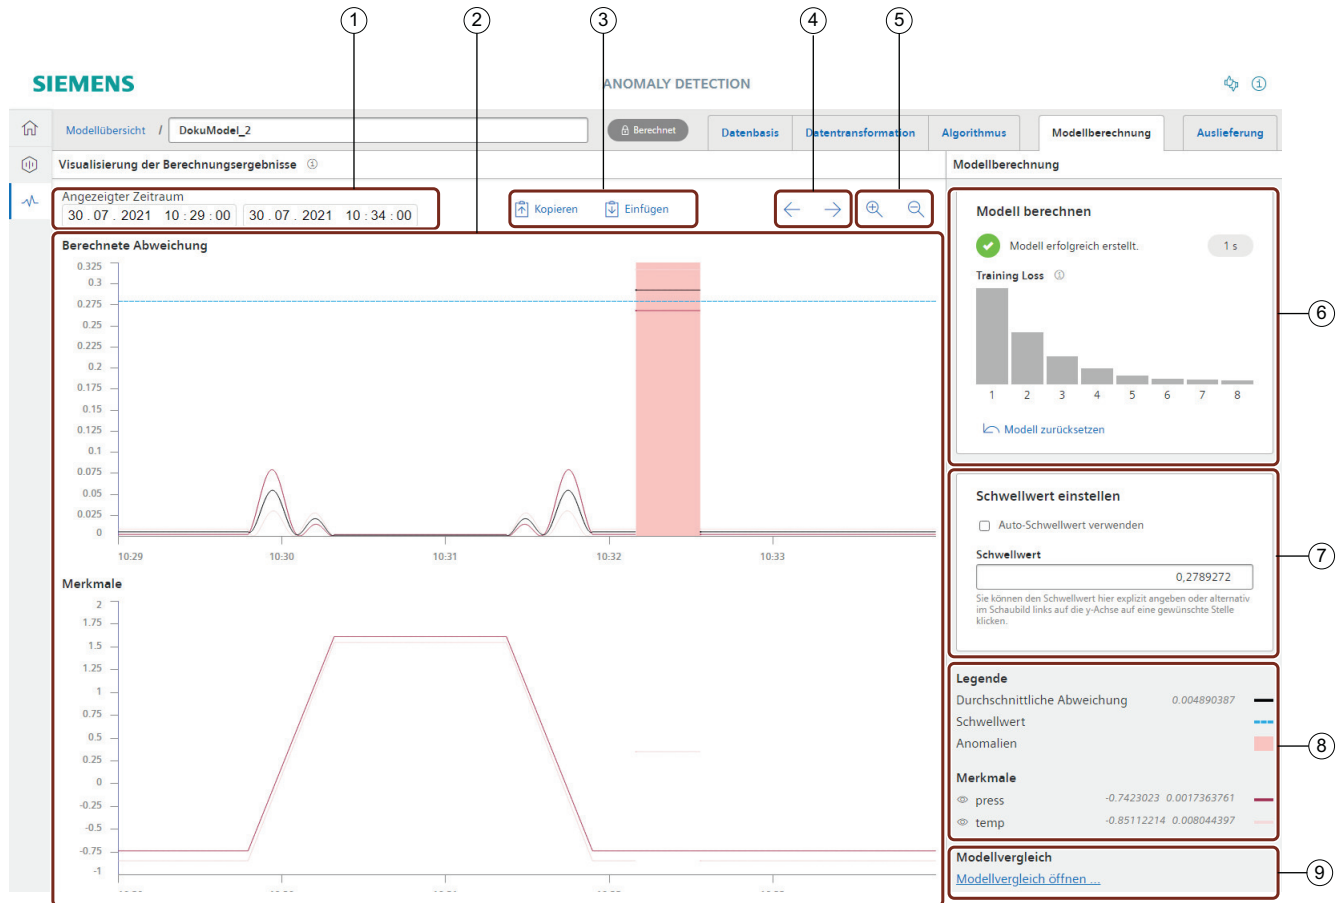 1 2 3 4 5
SIEMENS
ANOMALY DETECTION
Modellübersicht / DokuModel_2
Berechnet
Datenbasis
Datentransformation
Algorithmus
Modellberechnung
Auslieferung
Visualisierung der Berechnungsergebnisse
Modellberechnung
Angezeigter Zeitraum
30 . 07 . 2021 10 : 29 : 00 30 . 07 . 2021 10 : 34 : 00
Kopieren
Einfügen
Berechnete Abweichung
0.325
0.3
0.275
0.25
0.225
0.2
0.175
0.15
0.125
0.1
0.075
0.05
0.025
0
10:29 10:30 10:31 10:32 10:33
Merkmale
2
1.75
1.5
1.25
1
0.75
0.5
0.25
0
-0.25
-0.5
-0.75
-1
Modell berechnen
Modell erfolgreich erstellt. 1 s
Training Loss
1 2 3 4 5 6 7 8
Modell zurücksetzen
6
Schwellwert einstellen
Auto-Schwellwert verwenden
Schwellwert
0,2789272
Sie können den Schwellwert hier explizit angeben oder alternativ
im Schaubild links auf die y-Achse auf eine gewünschte Stelle
klicken.
7
Legende
Durchschnittliche Abweichung 0.004890387
Schwellwert
Anomalien
8
Merkmale
press -0.7423023 0.0017363761
temp -0.85112214 0.008044397
Modellvergleich
Modellvergleich öffnen ...
9